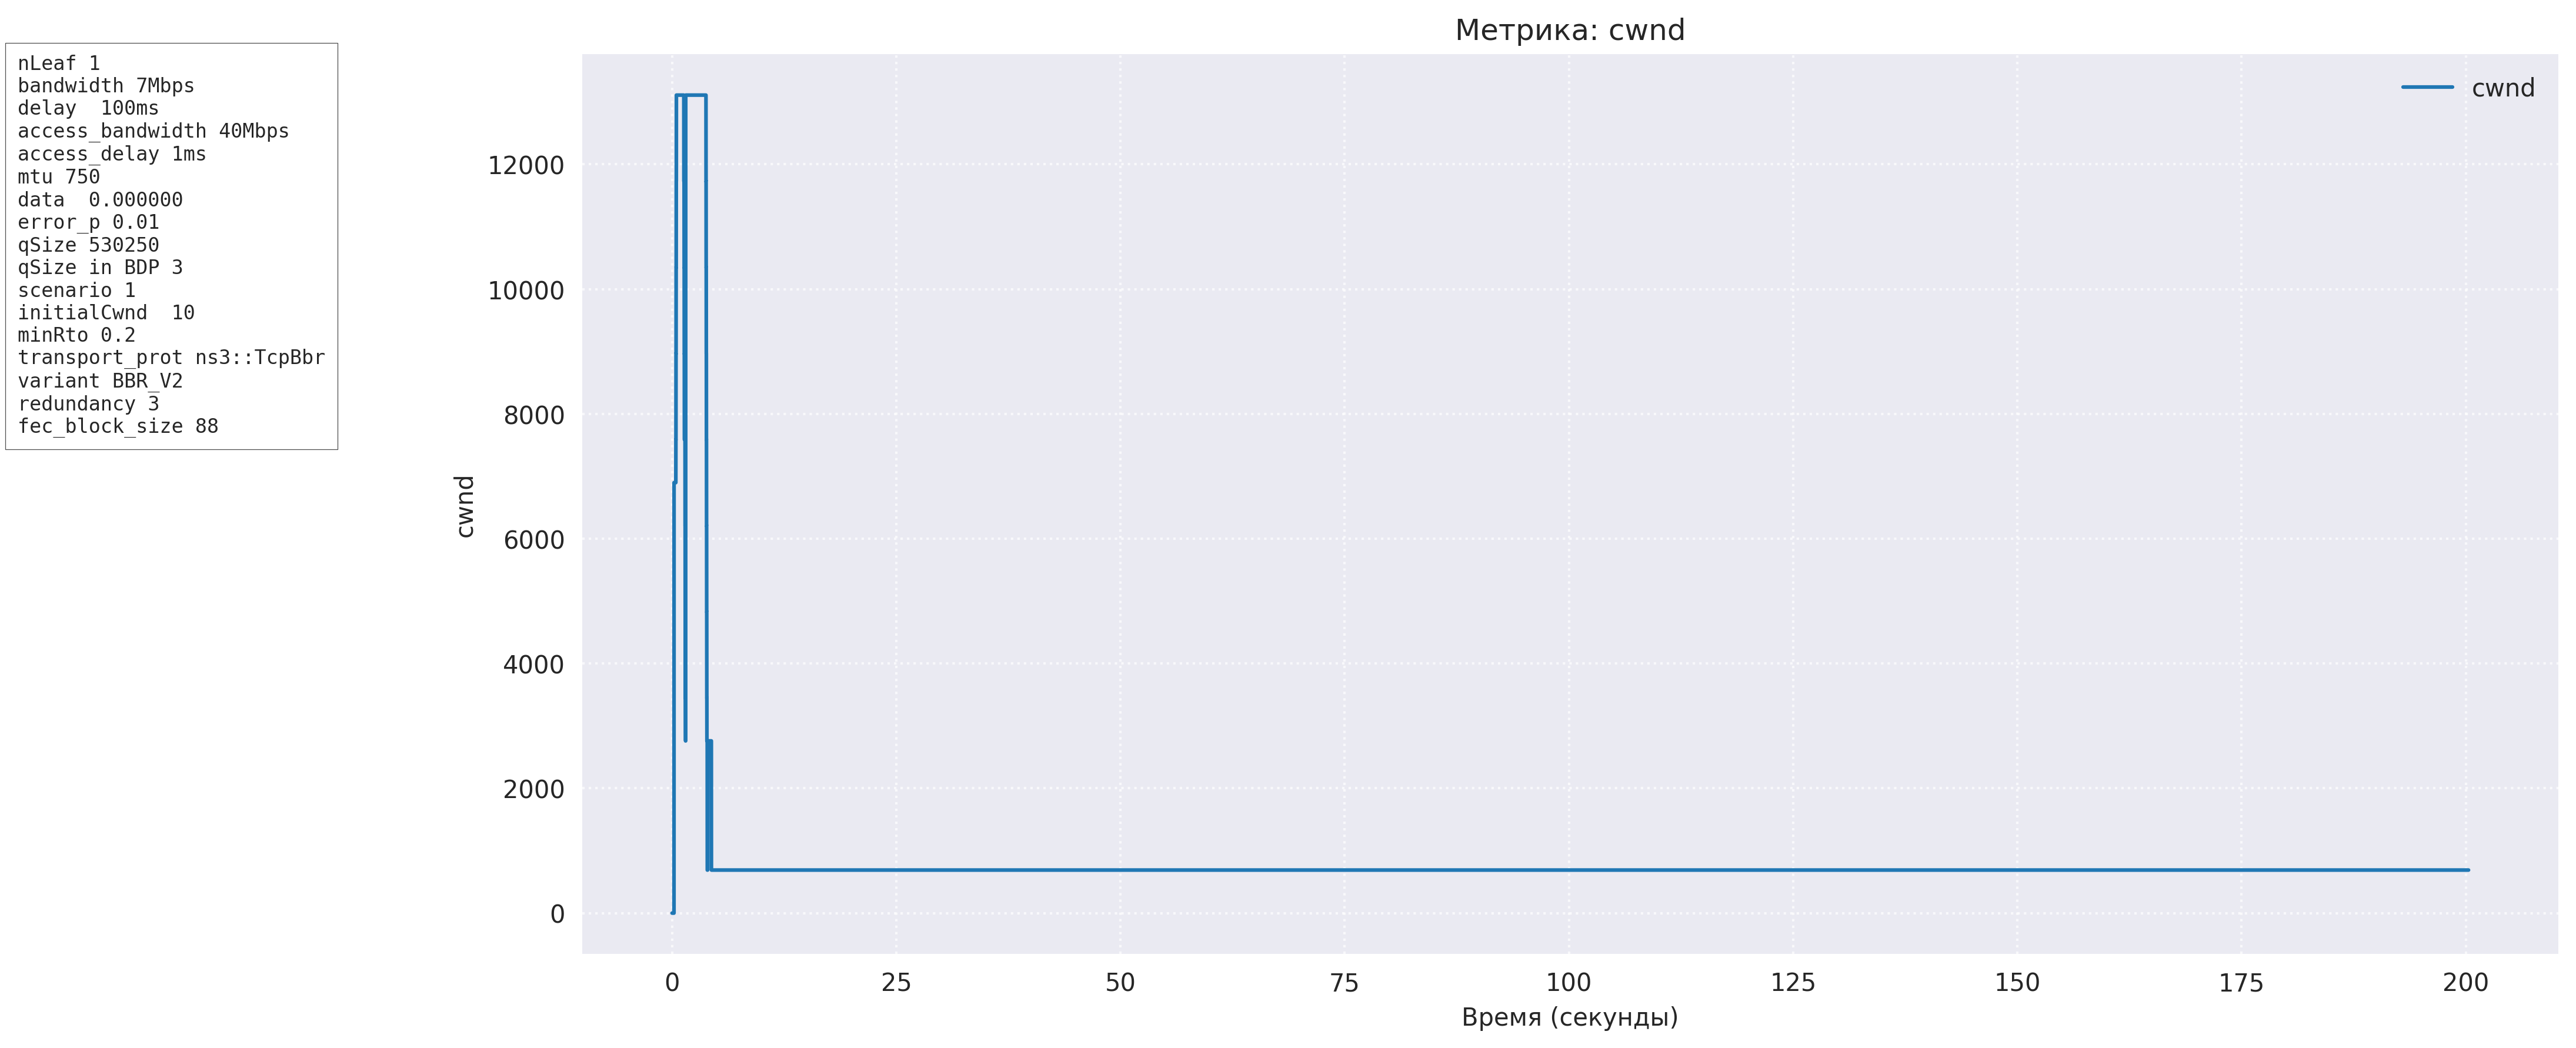 Метрика: cwnd
nLeaf 1
bandwidth 7Mbps
delay  100ms
access_bandwidth 40Mbps
access_delay 1ms
mtu 750
data  0.000000
error_p 0.01
qSize 530250
qSize in BDP 3
scenario 1
initialCwnd  10
minRto 0.2
transport_prot ns3::TcpBbr
variant BBR_V2
redundancy 3
fec_block_size 88
cwnd
cwnd
12000
10000
8000
6000
4000
2000
0
0 25 50 75 100 125 150 175 200
Время (секунды)